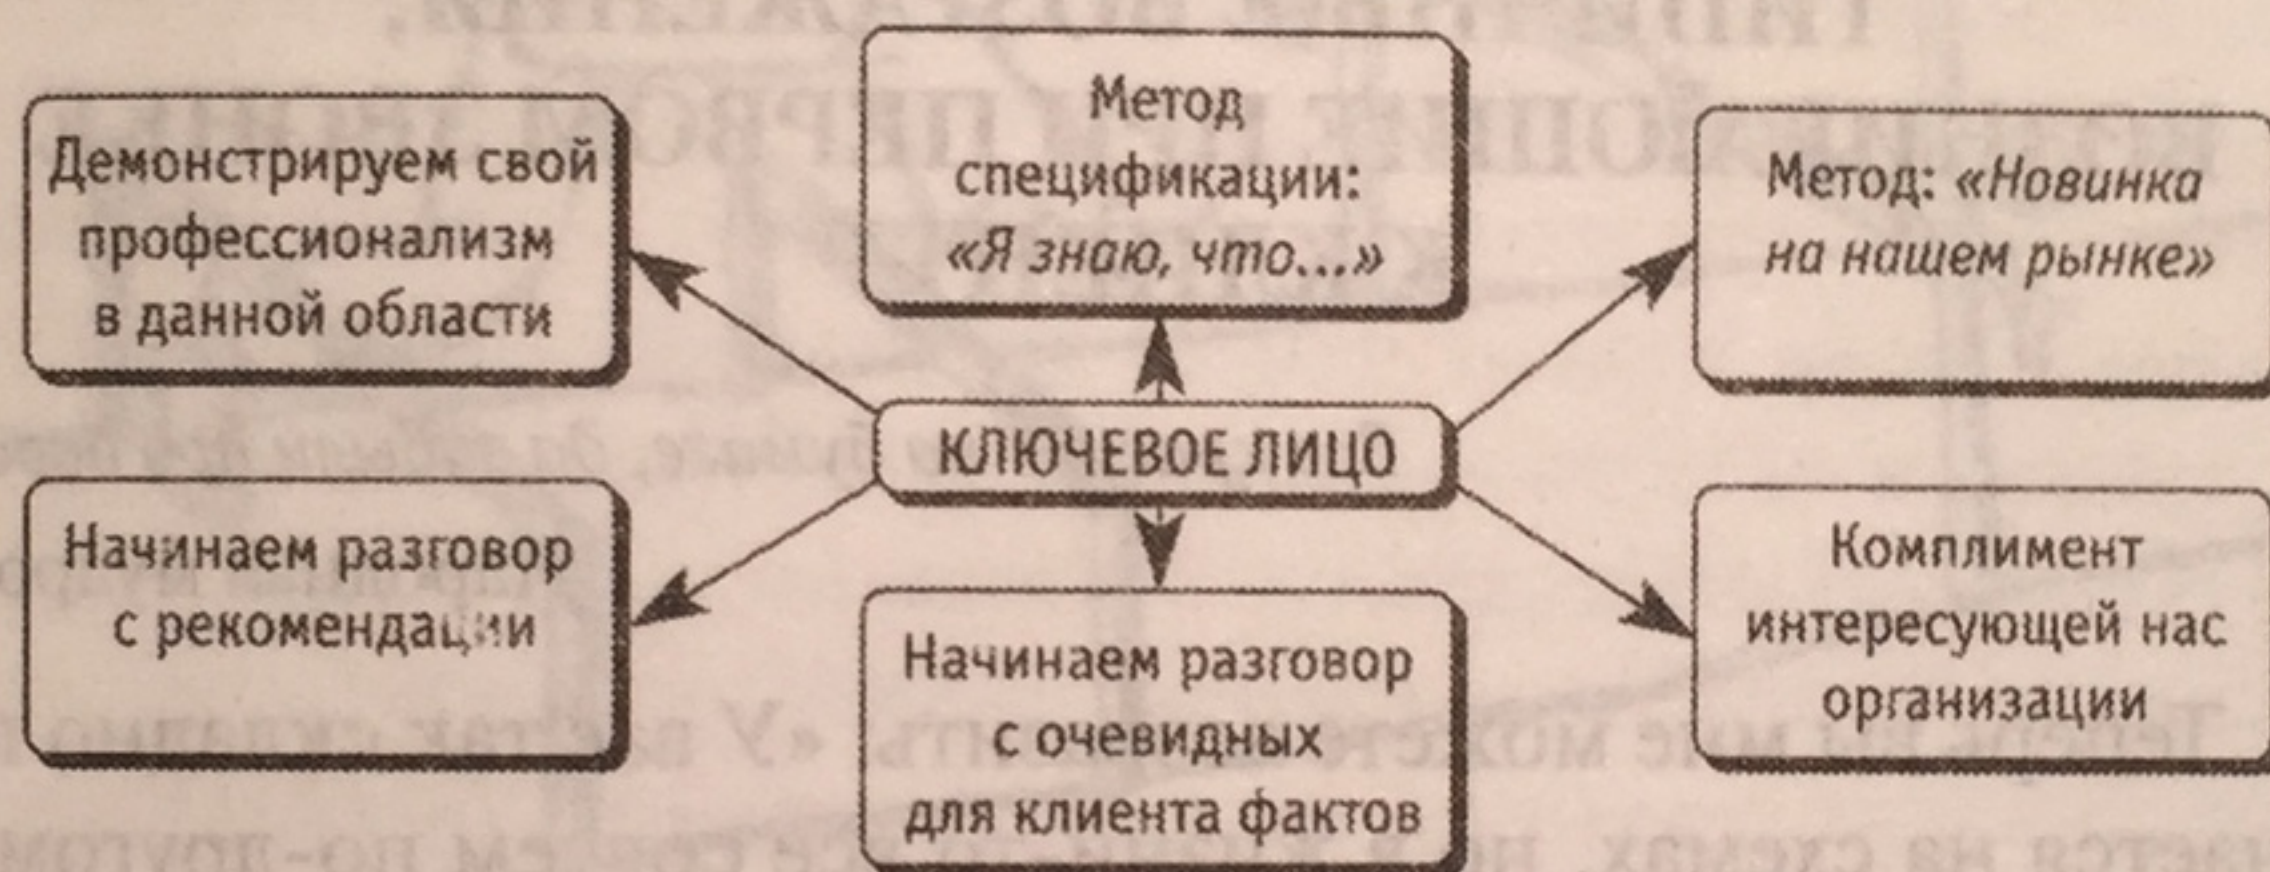 Демонстрируем свой
профессионализм
в данной области
Метод
спецификации:
«Я знаю, что...»
Метод: «Новинка
на нашем рынке»
КЛЮЧЕВОЕ ЛИЦО
Начинаем разговор
с рекомендации
Начинаем разговор
с очевидных
для клиента фактов
Комплимент
интересующей нас
организации